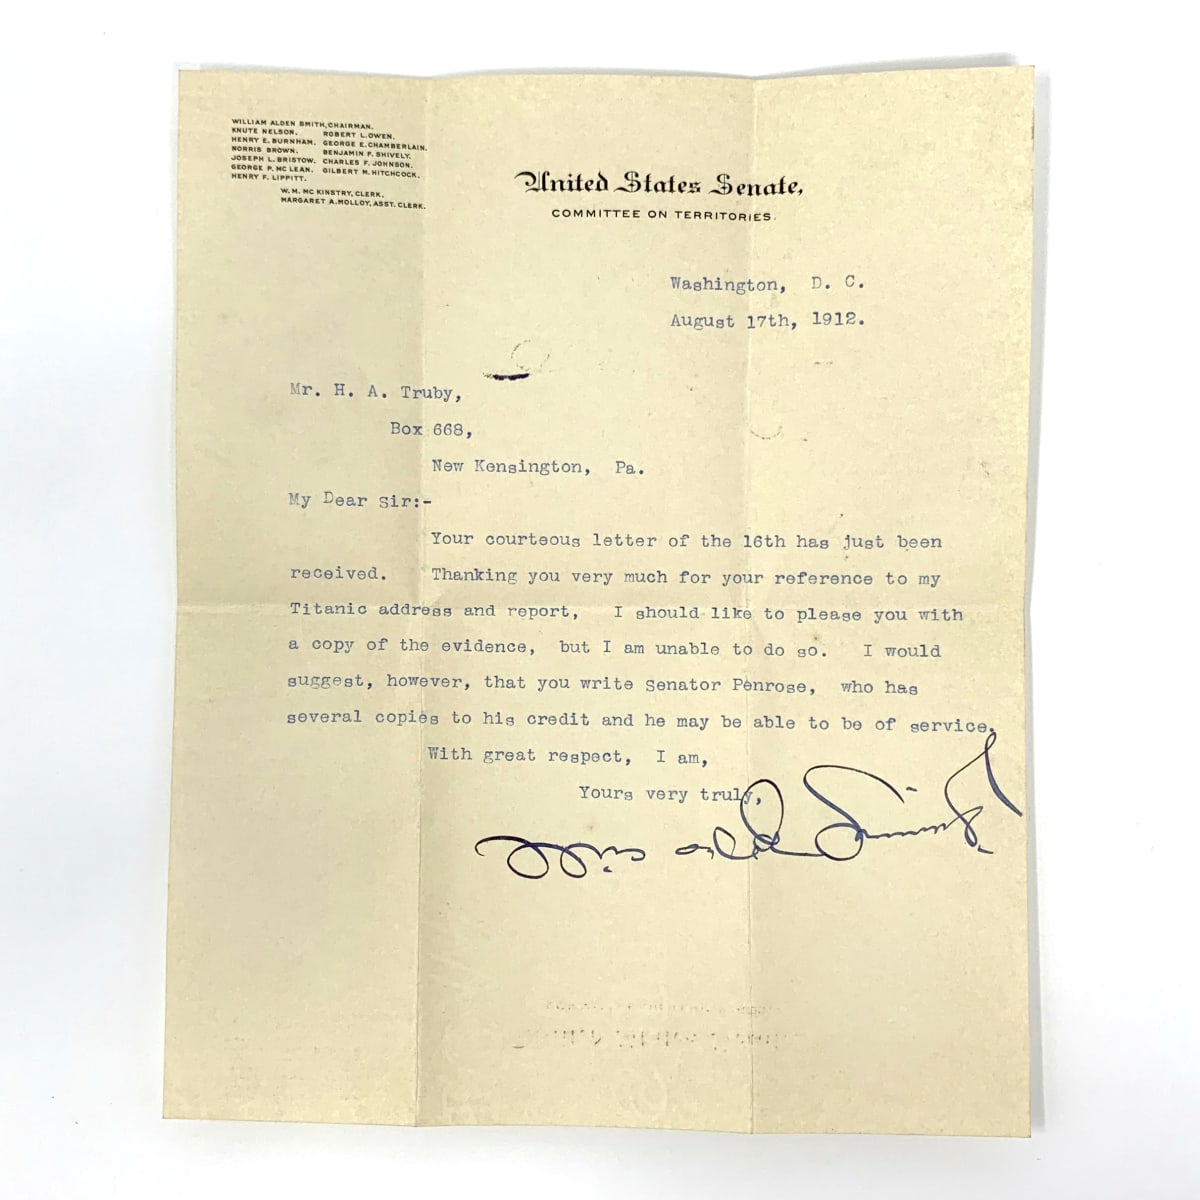 WILLIAM ALDEN SMITH, CHAIRMAN.
KNUTE NELSON. ROBERT L. OWEN.
HENRY E. BURNHAM. GEORGE E. CHAMBERLAIN.
NORRIS BROWN. BENJAMIN F. SHIVELY.
JOSEPH L. BRISTOW. CHARLES F. JOHNSON.
GEORGE P. MC LEAN. GILBERT M. HITCHCOCK.
HENRY F. LIPPITT.
W. M. MC KINSTRY, CLERK.
MARGARET A. MOLLOY, ASST. CLERK.
United States Senate,
COMMITTEE ON TERRITORIES.
Washington, D. C.
August 17th, 1912.
Mr. H. A. Truby,
Box 668,
New Kensington, Pa.
My Dear Sir:-
Your courteous letter of the 16th has just been
received. Thanking you very much for your reference to my
Titanic address and report, I should like to please you with
a copy of the evidence, but I am unable to do so. I would
suggest, however, that you write Senator Penrose, who has
several copies to his credit and he may be able to be of service.
With great respect, I am,
Yours very truly,